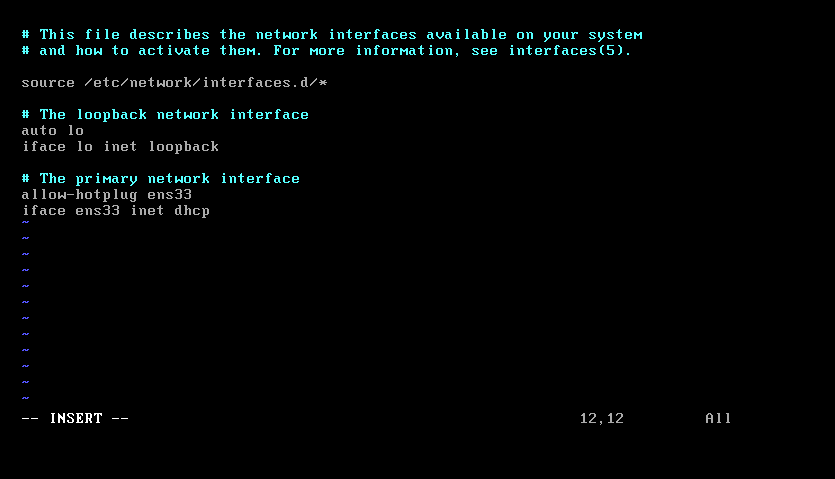 # This file describes the network interfaces available on your system
# and how to activate them. For more information, see interfaces(5).
source /etc/network/interfaces.d/*
# The loopback network interface
auto lo
iface lo inet loopback
# The primary network interface
allow-hotplug ens33
iface ens33 inet dhcp
~
~
~
~
~
~
~
~
~
~
~
~
-- INSERT -- 12,12 All